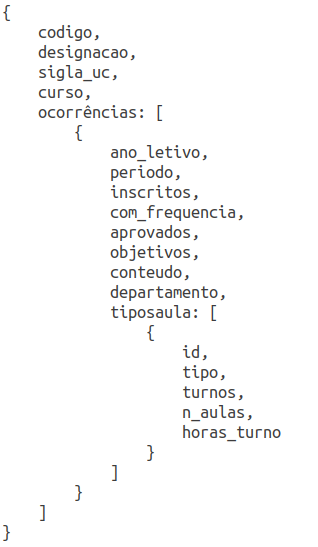 {
    codigo,
    designacao,
    sigla_uc,
    curso,
    ocorrências: [
        {
            ano_letivo,
            periodo,
            inscritos,
            com_frequencia,
            aprovados,
            objetivos,
            conteudo,
            departamento,
            tiposaula: [
                {
                    id,
                    tipo,
                    turnos,
                    n_aulas,
                    horas_turno
                }
            ]
        }
    ]
}